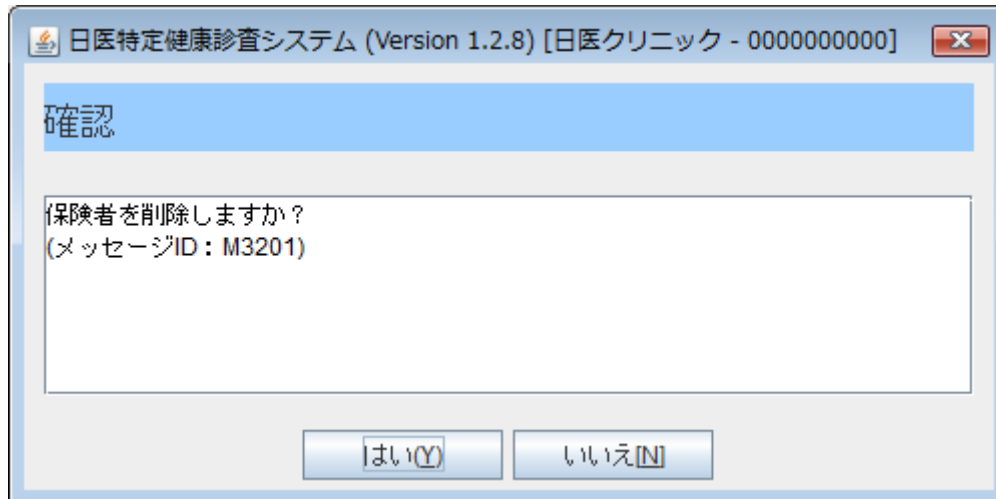 日医特定健康診査システム (Version 1.2.8) [日医クリニック - 0000000000]
確認
保険者を削除しますか？
(メッセージID：M3201)
はい(Y) いいえ[N]